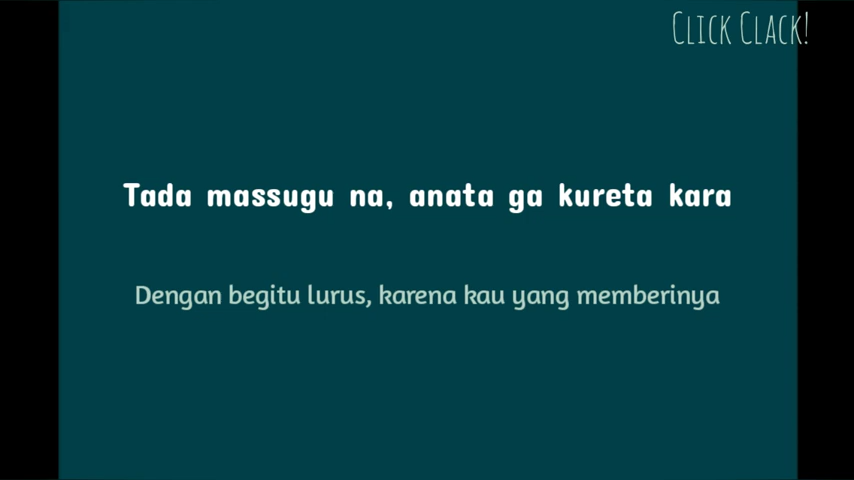 CLICK CLACK!
Tada massugu na, anata ga kureta kara
Dengan begitu lurus, karena kau yang memberinya